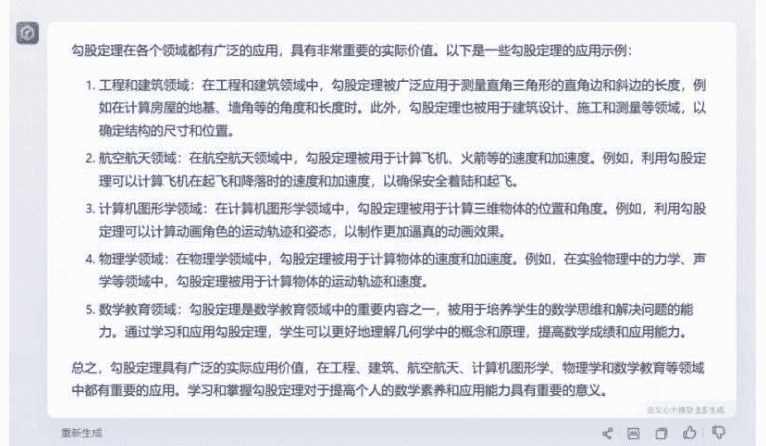 勾股定理在各个领域都有广泛的应用，具有非常重要的实际价值。以下是一些勾股定理的应用示例：
1. 工程和建筑领域：在工程和建筑领域中，勾股定理被广泛应用于测量直角三角形的直角边和斜边的长度，例
如在计算房屋的地基、墙角等的角度和长度时。此外，勾股定理也被用于建筑设计、施工和测量等领域，以
确定结构的尺寸和位置。
2. 航空航天领域：在航空航天领域中，勾股定理被用于计算飞机、火箭等的速度和加速度。例如，利用勾股定
理可以计算飞机在起飞和降落时的速度和加速度，以确保安全着陆和起飞。
3. 计算机图形学领域：在计算机图形学领域中，勾股定理被用于计算三维物体的位置和角度。例如，利用勾股
定理可以计算动画角色的运动轨迹和姿态，以制作更加逼真的动画效果。
4. 物理学领域：在物理学领域中，勾股定理被用于计算物体的速度和加速度。例如，在实验物理中的力学、声
学等领域中，勾股定理被用于计算物体的运动轨迹和速度。
5. 数学教育领域：勾股定理是数学教育领域中的重要内容之一，被用于培养学生的数学思维和解决问题的能
力。通过学习和应用勾股定理，学生可以更好地理解几何学中的概念和原理，提高数学成绩和应用能力。
总之，勾股定理具有广泛的实际应用价值，在工程、建筑、航空航天、计算机图形学、物理学和数学教育等领域
中都有重要的应用。学习和掌握勾股定理对于提高个人的数学素养和应用能力具有重要的意义。
由文心大模型 生成
重新生成